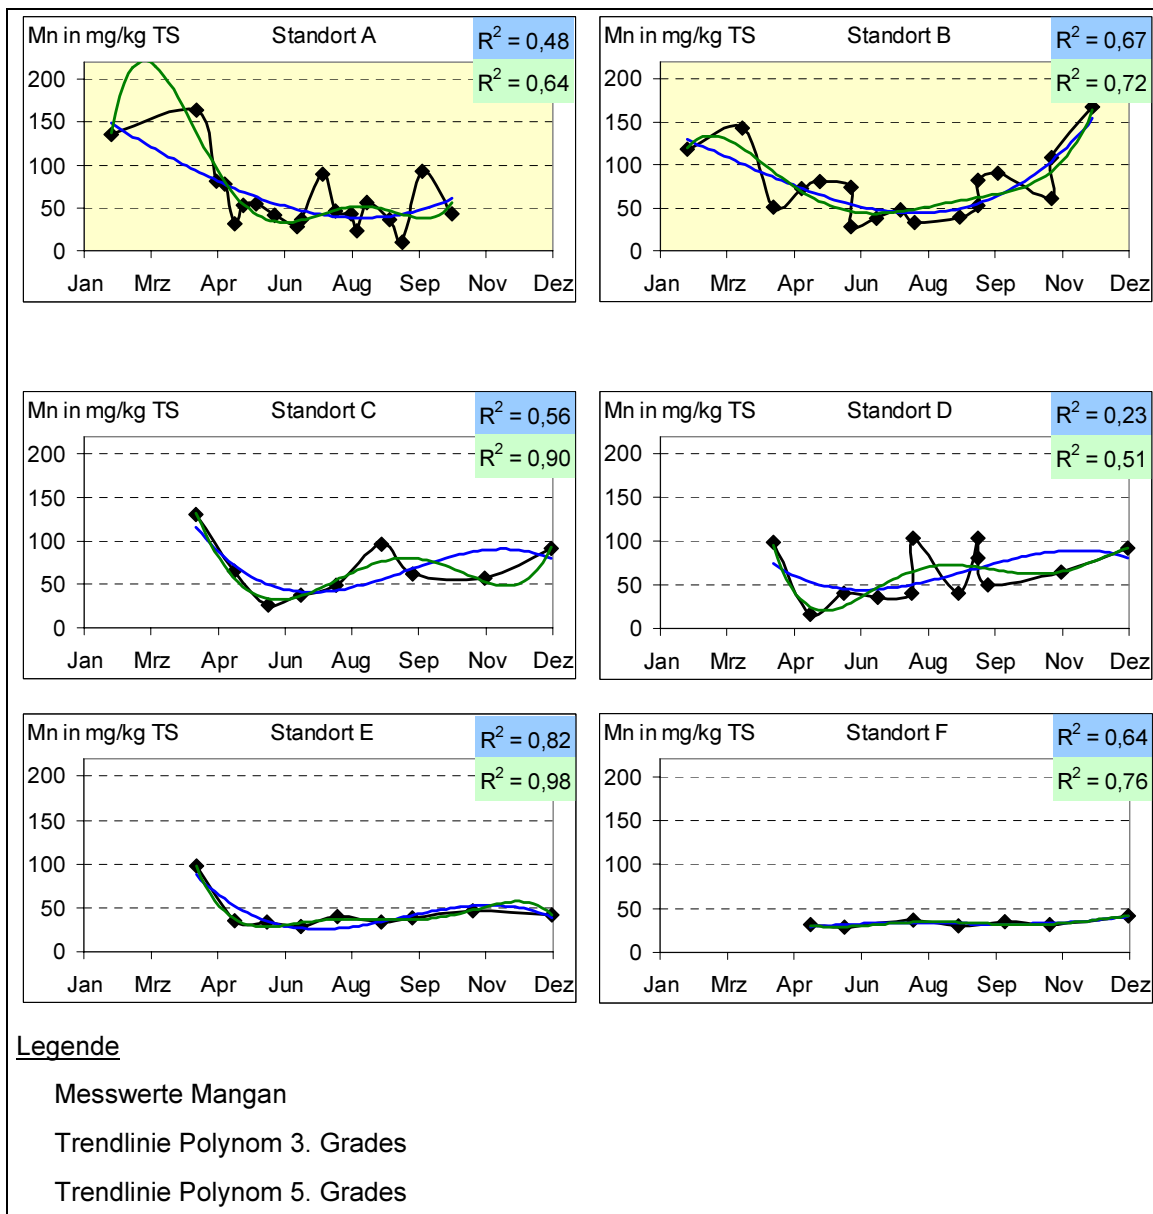 Mn in mg/kg TS Standort A R² = 0,48
R² = 0,64
200
150
100
50
0
Jan Mrz Apr Jun Aug Sep Nov Dez
Mn in mg/kg TS Standort B R² = 0,67
R² = 0,72
200
150
100
50
0
Jan Mrz Apr Jun Aug Sep Nov Dez
Mn in mg/kg TS Standort C R² = 0,56
R² = 0,90
200
150
100
50
0
Jan Mrz Apr Jun Aug Sep Nov Dez
Mn in mg/kg TS Standort D R² = 0,23
R² = 0,51
200
150
100
50
0
Jan Mrz Apr Jun Aug Sep Nov Dez
Mn in mg/kg TS Standort E R² = 0,82
R² = 0,98
200
150
100
50
0
Jan Mrz Apr Jun Aug Sep Nov Dez
Mn in mg/kg TS Standort F R² = 0,64
R² = 0,76
200
150
100
50
0
Jan Mrz Apr Jun Aug Sep Nov Dez
Legende
Messwerte Mangan
Trendlinie Polynom 3. Grades
Trendlinie Polynom 5. Grades